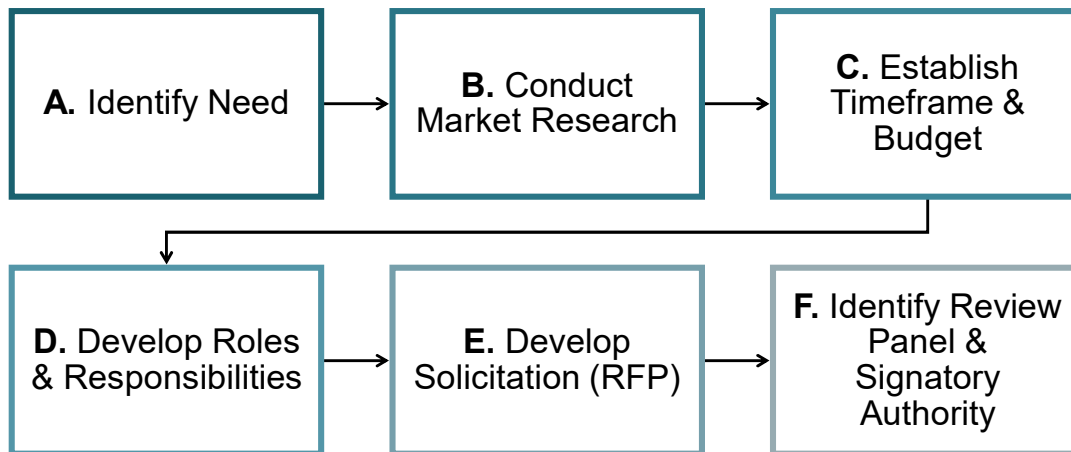 A. Identify Need
B. Conduct
Market Research
C. Establish
Timeframe &
Budget
D. Develop Roles
& Responsibilities
E. Develop
Solicitation (RFP)
F. Identify Review
Panel &
Signatory
Authority